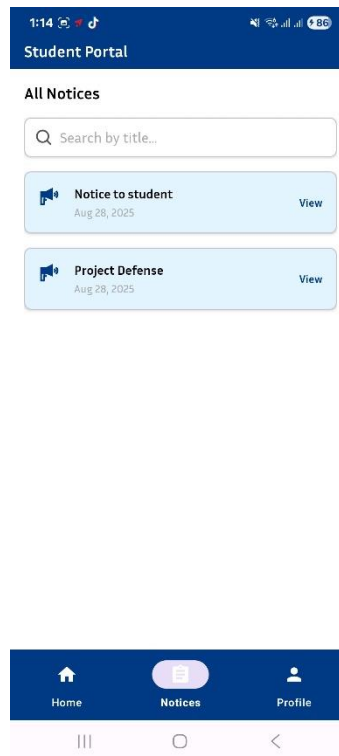 1:14
86
Student Portal
All Notices
Search by title...
Notice to student
Aug 28, 2025
View
Project Defense
Aug 28, 2025
View
Home
Notices
Profile